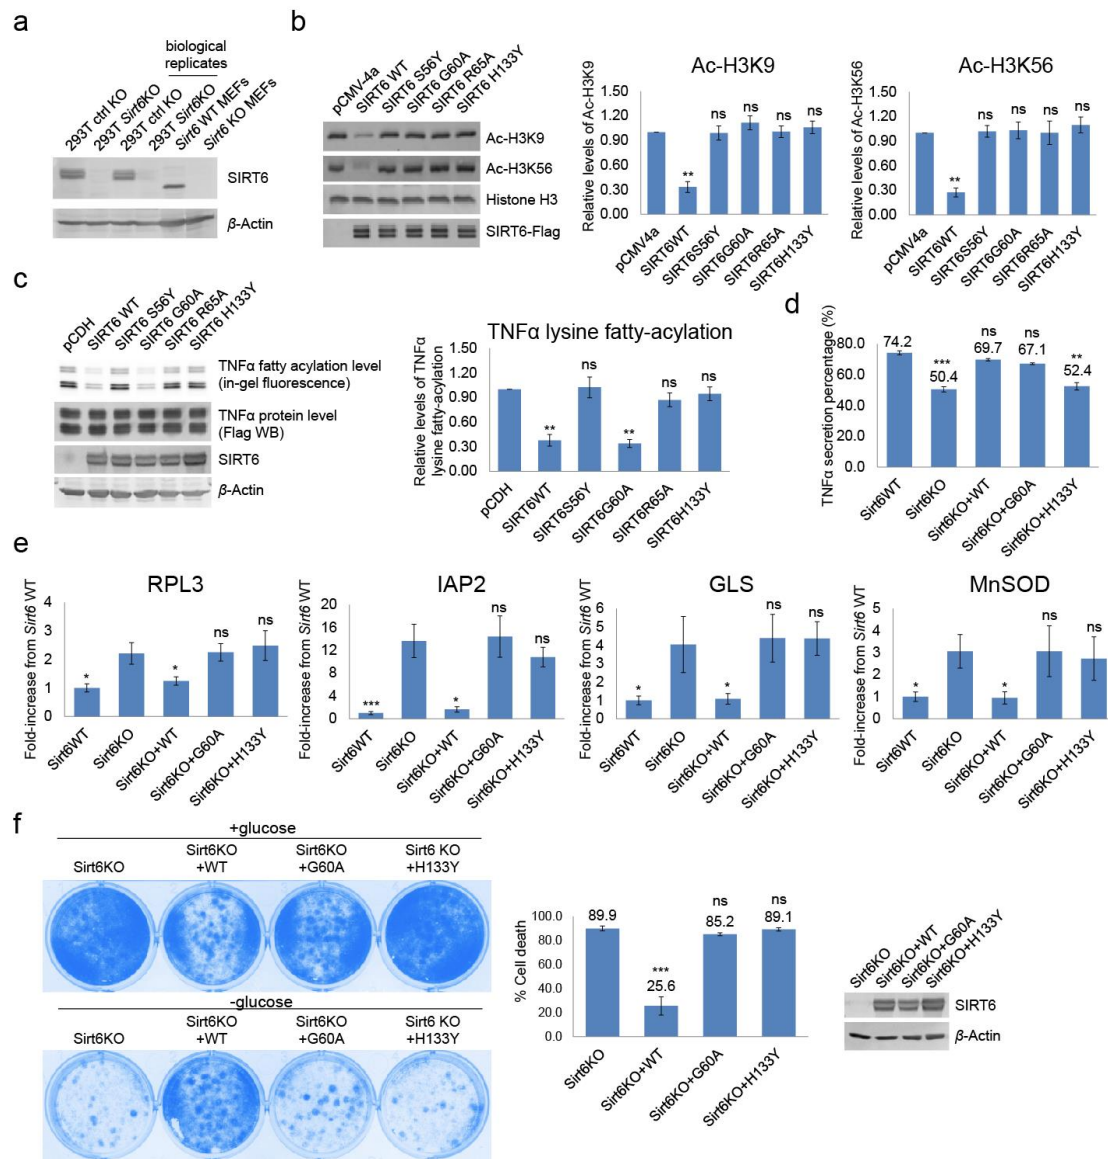 a
biological
replicates
293T ctrl KO
293T Sirt6KO
293T ctrl KO
293T Sirt6KO
Sirt6 WT MEFs
Sirt6 KO MEFs
SIRT6
β-Actin
b
pCMV-4a
SIRT6 WT
SIRT6 S56Y
SIRT6 G60A
SIRT6 R65A
SIRT6 H133Y
Ac-H3K9
Ac-H3K56
Histone H3
SIRT6-Flag
Ac-H3K9
Relative levels of Ac-H3K9
1.50
1.20
0.90
0.60
0.30
0.00
**
ns
ns
ns
ns
pCMV4a
SIRT6WT
SIRT6S56Y
SIRT6G60A
SIRT6R65A
SIRT6H133Y
Ac-H3K56
Relative levels of Ac-H3K56
1.50
1.20
0.90
0.60
0.30
0.00
**
ns
ns
ns
ns
pCMV4a
SIRT6WT
SIRT6S56Y
SIRT6G60A
SIRT6R65A
SIRT6H133Y
c
pCDH
SIRT6 WT
SIRT6 S56Y
SIRT6 G60A
SIRT6 R65A
SIRT6 H133Y
TNFα fatty acylation level
(in-gel fluorescence)
TNFα protein level
(Flag WB)
SIRT6
β-Actin
TNFα lysine fatty-acylation
Relative levels of TNFα
lysine fatty-acylation
1.50
1.20
0.90
0.60
0.30
0.00
**
ns
**
ns
ns
pCDH
SIRT6WT
SIRT6S56Y
SIRT6G60A
SIRT6R65A
SIRT6H133Y
d
TNFα secretion percentage (%)
80.0
60.0
40.0
20.0
0.0
74.2
***
50.4
ns
69.7
ns
67.1
**
52.4
Sirt6WT
Sirt6KO
Sirt6KO+WT
Sirt6KO+G60A
Sirt6KO+H133Y
e
RPL3
Fold-increase from Sirt6 WT
4
3
2
1
0
*
*
ns
ns
Sirt6WT
Sirt6KO
Sirt6KO+WT
Sirt6KO+G60A
Sirt6KO+H133Y
IAP2
Fold-increase from Sirt6 WT
20
16
12
8
4
0
***
*
ns
ns
Sirt6WT
Sirt6KO
Sirt6KO+WT
Sirt6KO+G60A
Sirt6KO+H133Y
GLS
Fold-increase from Sirt6 WT
6
5
4
3
2
1
0
*
*
ns
ns
Sirt6WT
Sirt6KO
Sirt6KO+WT
Sirt6KO+G60A
Sirt6KO+H133Y
MnSOD
Fold-increase from Sirt6 WT
5
4
3
2
1
0
*
*
ns
ns
Sirt6WT
Sirt6KO
Sirt6KO+WT
Sirt6KO+G60A
Sirt6KO+H133Y
f
+glucose
Sirt6KO
Sirt6KO
+WT
Sirt6KO
+G60A
Sirt6 KO
+H133Y
-glucose
Sirt6KO
Sirt6KO
+WT
Sirt6KO
+G60A
Sirt6 KO
+H133Y
% Cell death
100.0
80.0
60.0
40.0
20.0
0.0
89.9
***
25.6
ns
85.2
ns
89.1
Sirt6KO
Sirt6KO+WT
Sirt6KO+G60A
Sirt6KO+H133Y
Sirt6KO
Sirt6KO+WT
Sirt6KO+G60A
Sirt6KO+H133Y
SIRT6
β-Actin